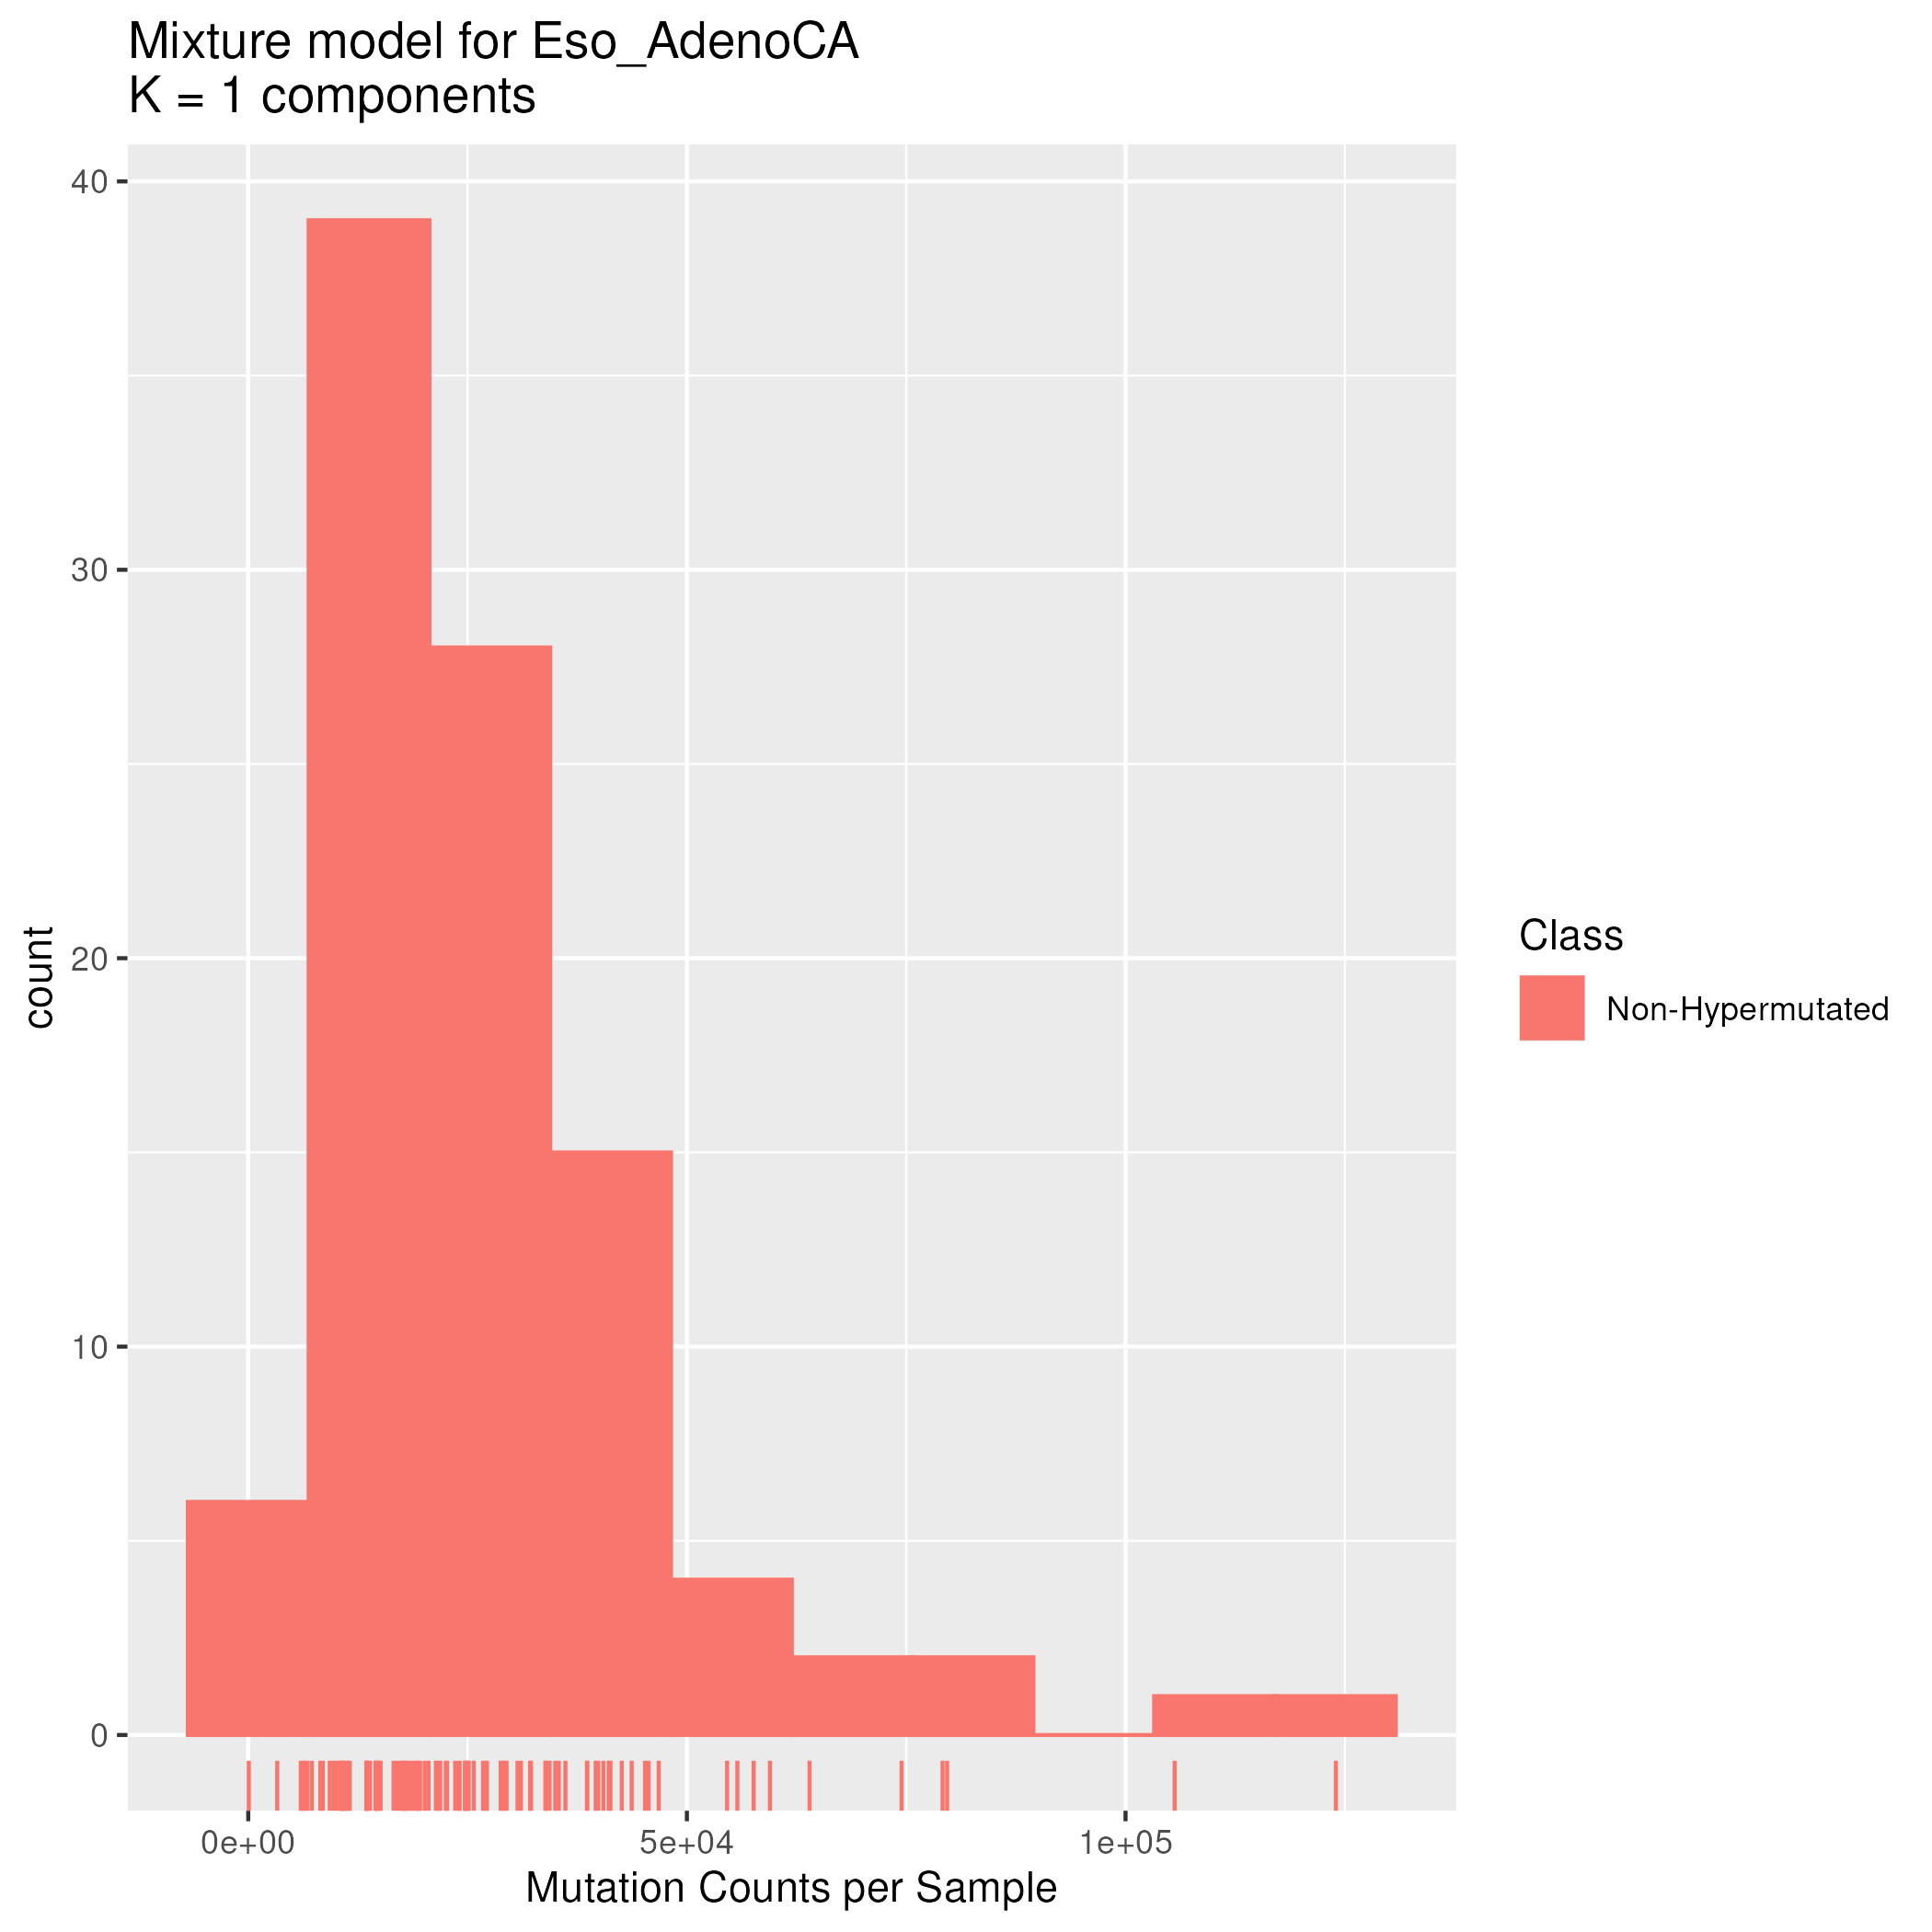 Mixture model for Eso_AdenoCA
K = 1 components
40
30
20
10
0
count
0e+00 5e+04 1e+05
Mutation Counts per Sample
Class
Non-Hypermutated